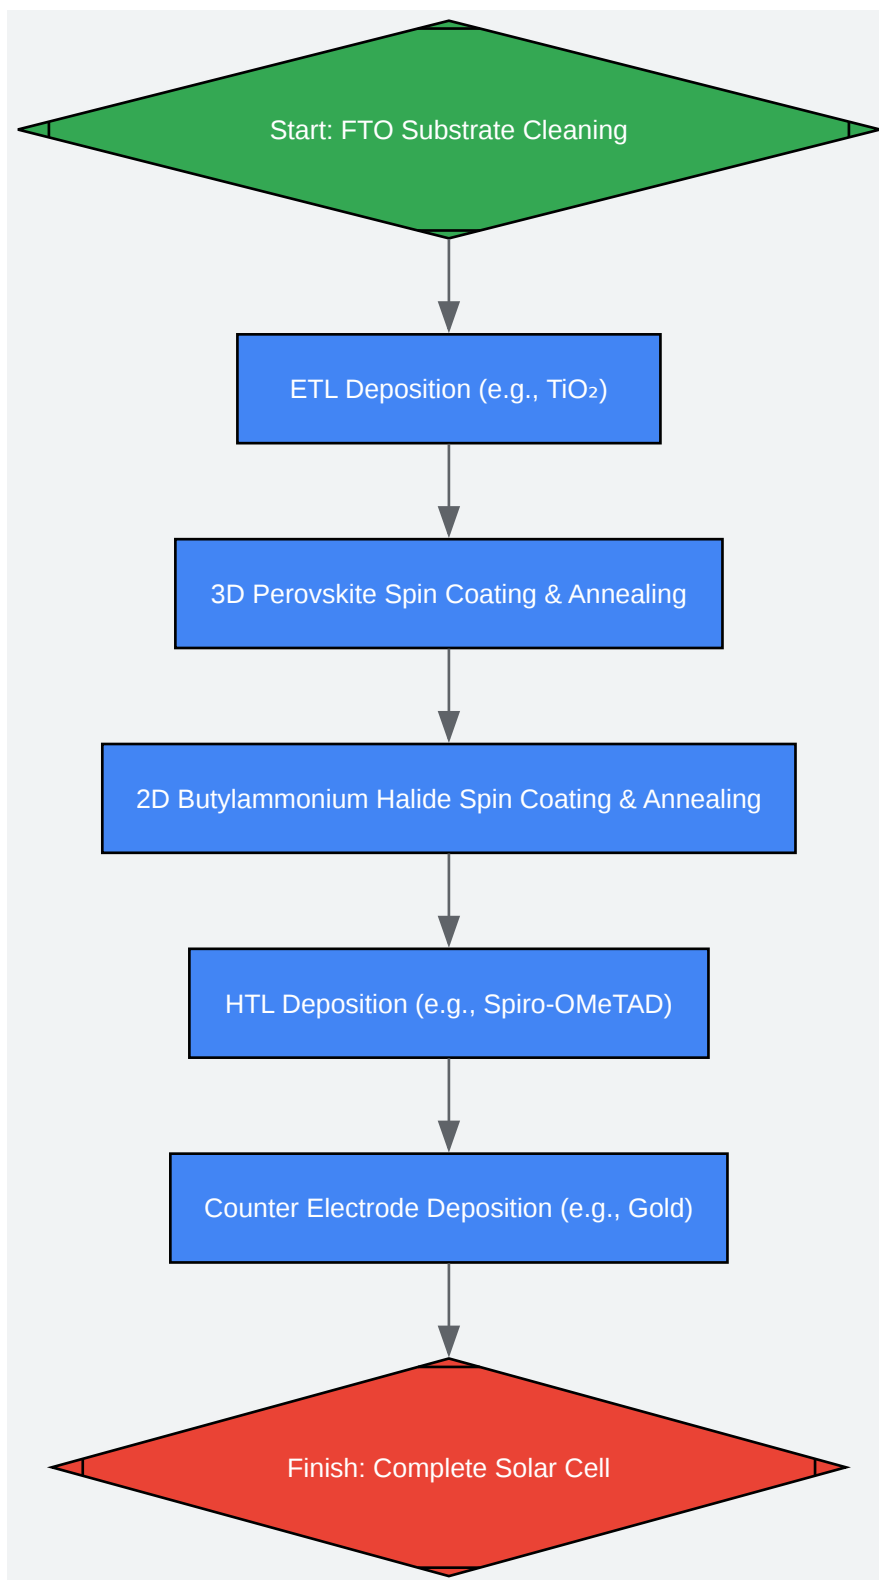 Start: FTO Substrate Cleaning
ETL Deposition (e.g., TiO₂)
3D Perovskite Spin Coating & Annealing
2D Butylammonium Halide Spin Coating & Annealing
HTL Deposition (e.g., Spiro-OMeTAD)
Counter Electrode Deposition (e.g., Gold)
Finish: Complete Solar Cell